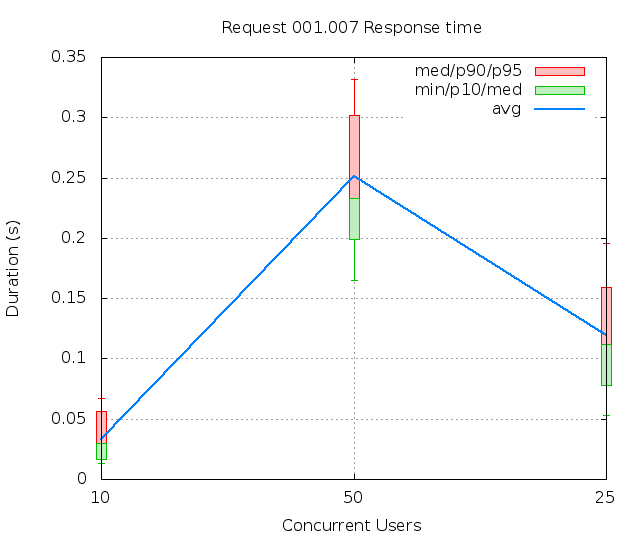 Request 001.007 Response time
0.35
0.3
0.25
0.2
0.15
0.1
0.05
0
Duration (s)
med/p90/p95
min/p10/med
avg
10 50 25
Concurrent Users